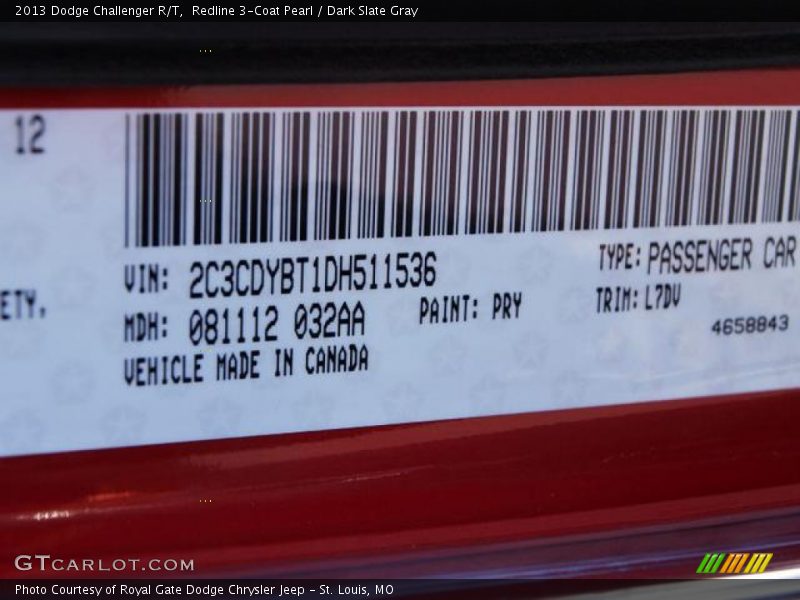 2013 Dodge Challenger R/T,  Redline 3-Coat Pearl / Dark Slate Gray
12
ETY,
VIN: 2C3CDYBT1DH511536
TYPE: PASSENGER CAR
MDH: 081112 032AA
PAINT: PRY
TRIM: L7DV
4658843
VEHICLE MADE IN CANADA
GTCARLOT.COM
Photo Courtesy of Royal Gate Dodge Chrysler Jeep - St. Louis, MO